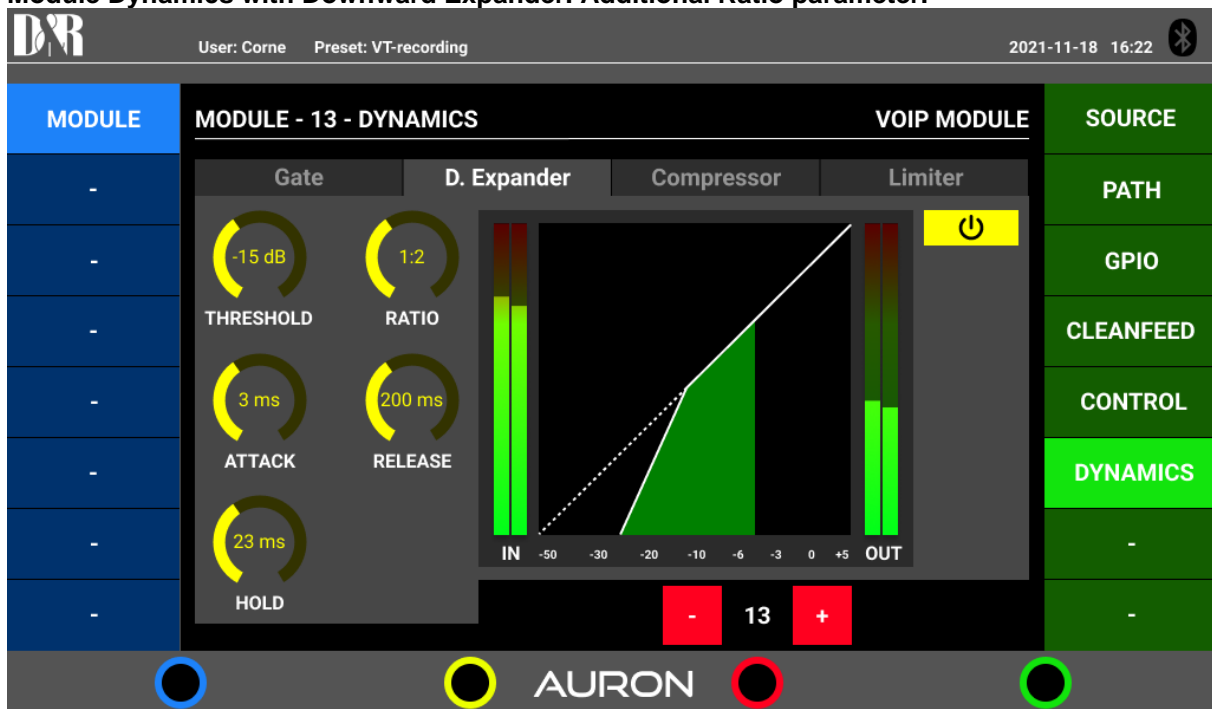 Module Dynamics with Downward Expander: Additional Ratio parameter.
D&R
User: Corne Preset: VT-recording 2021-11-18 16:22
MODULE
-
-
-
-
-
-
-
MODULE - 13 - DYNAMICS VOIP MODULE
Gate D. Expander Compressor Limiter
-15 dB 1:2
THRESHOLD RATIO
3 ms 200 ms
ATTACK RELEASE
23 ms
HOLD
IN -50 -30 -20 -10 -6 -3 0 +5 OUT
- 13 +
SOURCE
PATH
GPIO
CLEANFEED
CONTROL
DYNAMICS
-
-
AURON